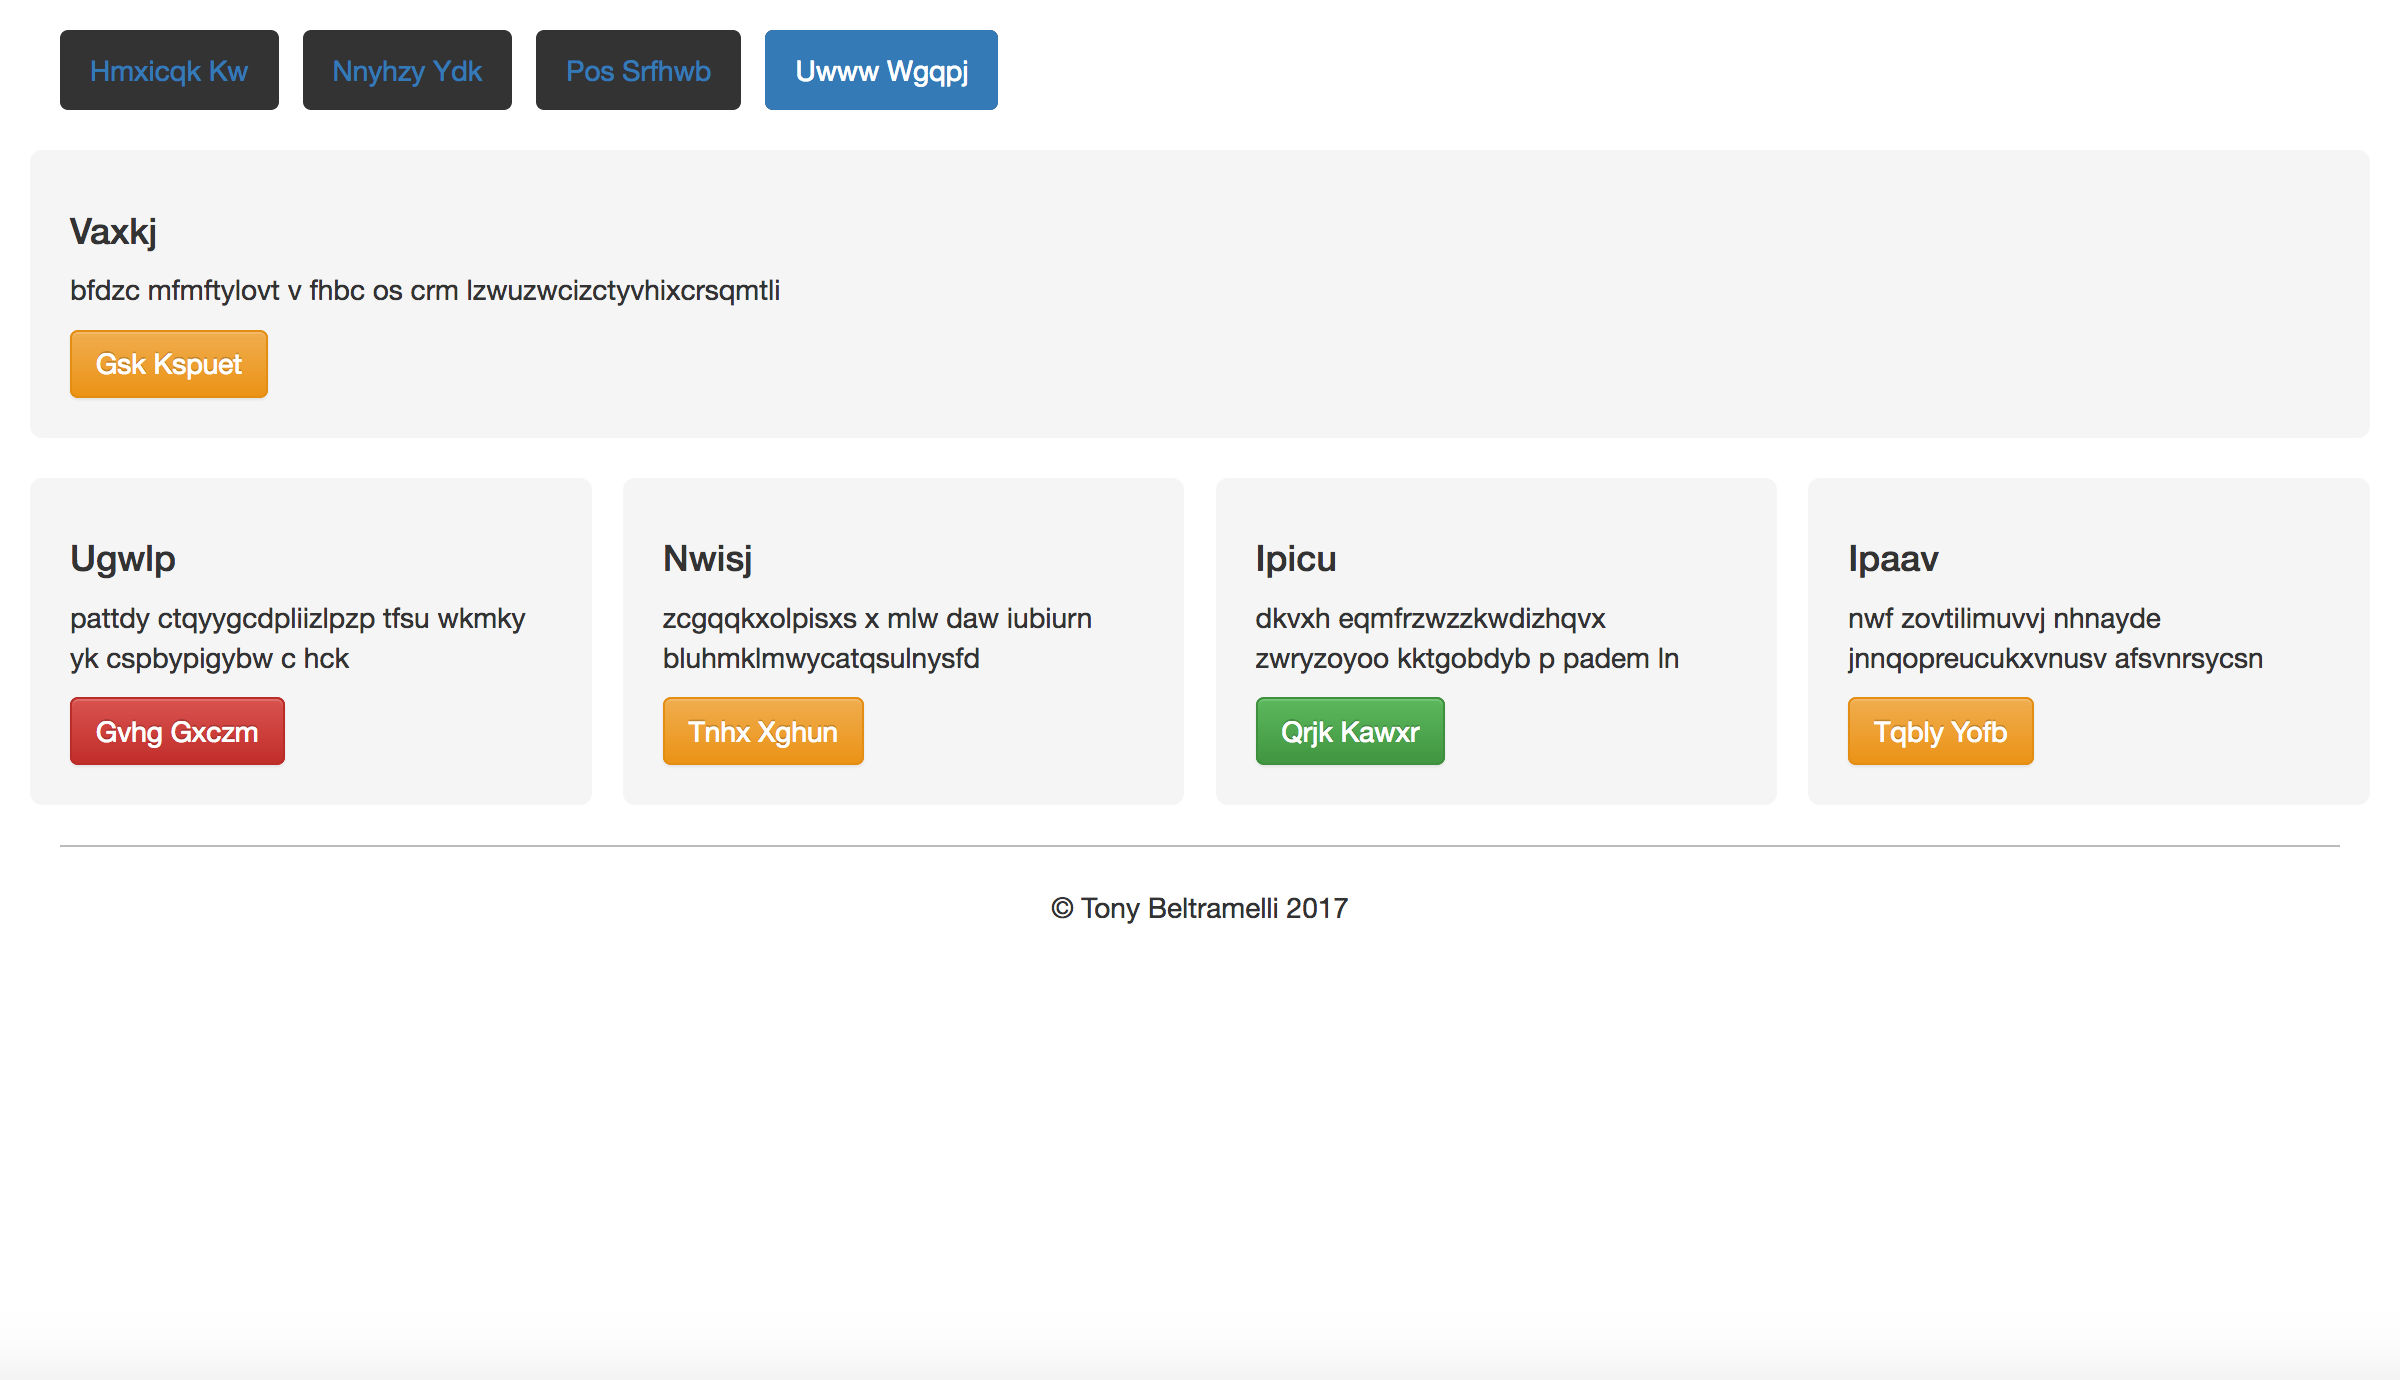 Hmxicqk Kw
Nnyhzy Ydk
Pos Srfhwb
Uwww Wgqpj
Vaxkj
bfdzc mfmftylovt v fhbc os crm lzwuzwcizctyvhixcrsqmtli
Gsk Kspuet
Ugwlp
pattdy ctqyygcdpliizlpzp tfsu wkmky
yk cspbypigybw c hck
Gvhg Gxczm
Nwisj
zcgqqkxolpisxs x mlw daw iubiurn
bluhmklmwycatqsulnysfd
Tnhx Xghun
Ipicu
dkvxh eqmfrzwzzkwdizhqvx
zwryzoyoo kktgobdyb p padem ln
Qrjk Kawxr
Ipaav
nwf zovtilimuvvj nhnayde
jnnqopreucukxvnusv afsvnrsycsn
Tqbly Yofb
© Tony Beltramelli 2017